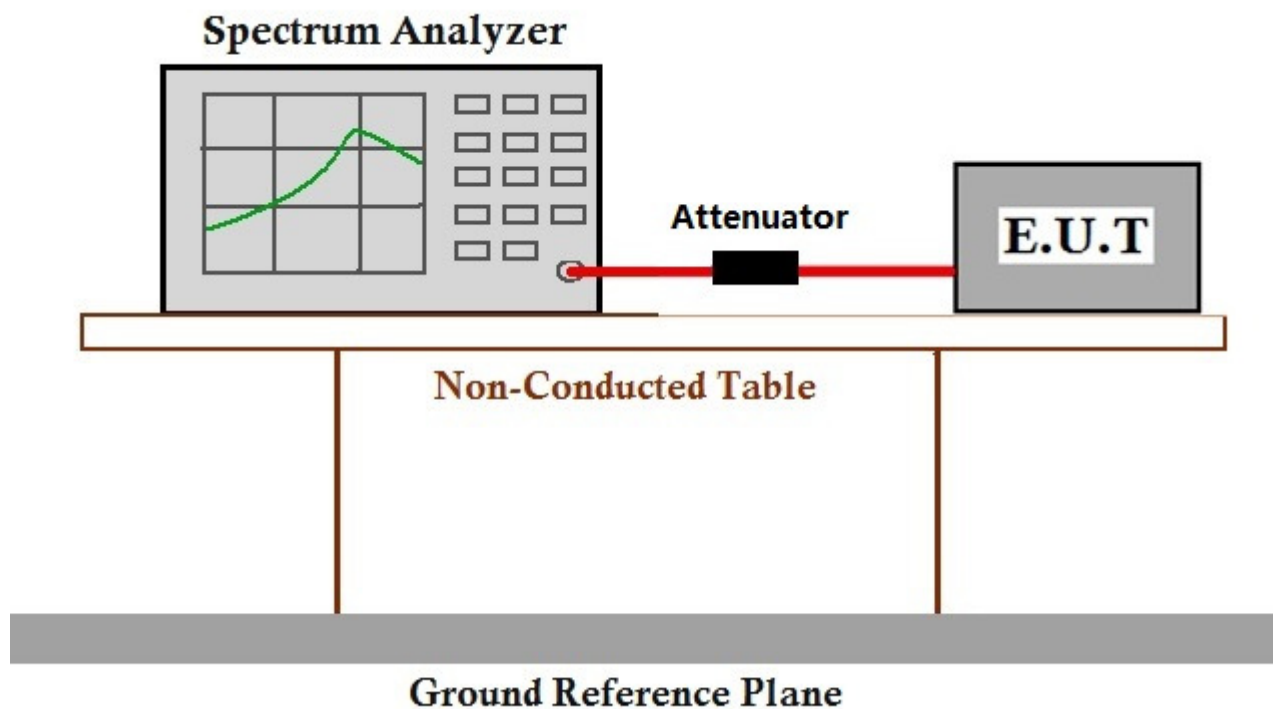 Spectrum Analyzer
Attenuator
E.U.T
Non-Conducted Table
Ground Reference Plane